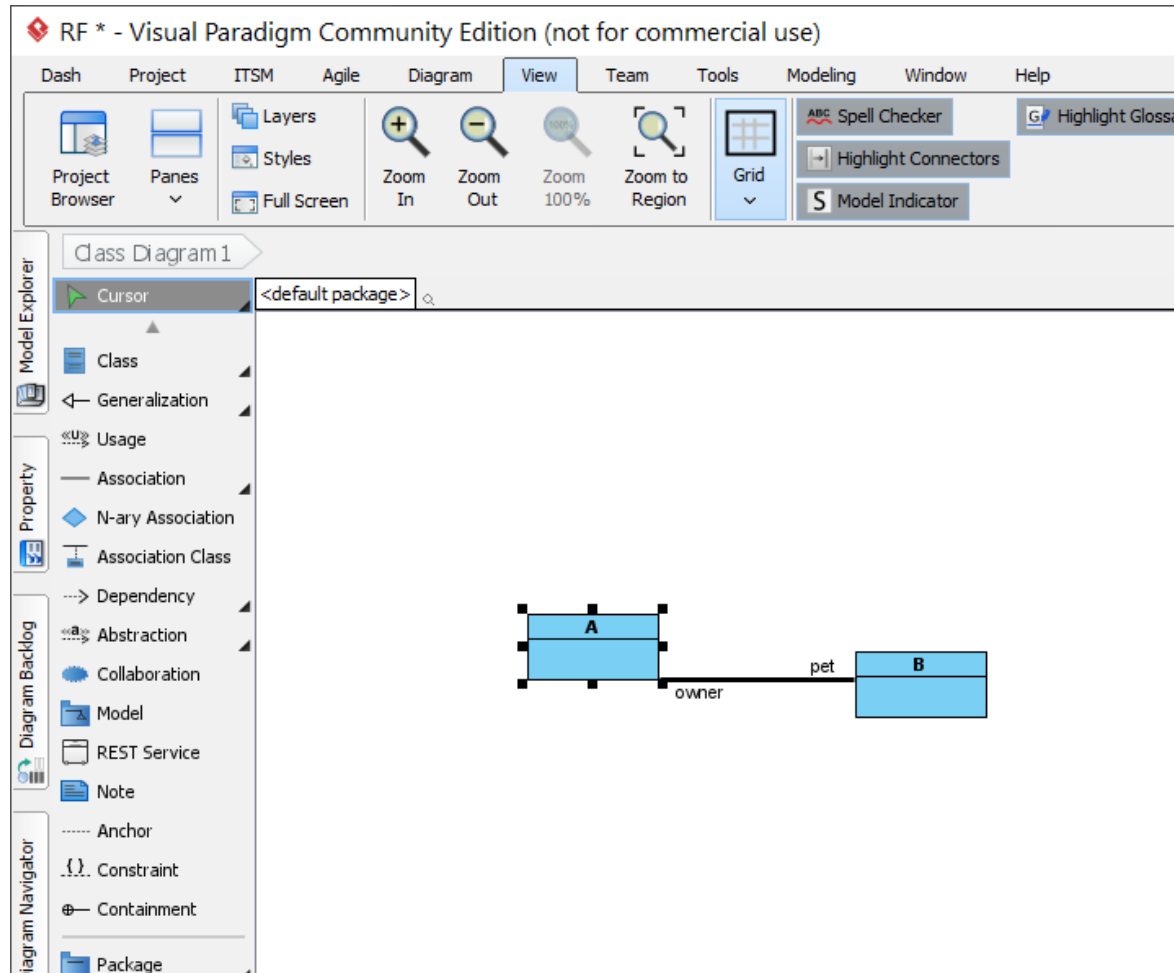 RF * - Visual Paradigm Community Edition (not for commercial use)
Dash Project ITSM Agile Diagram View Team Tools Modeling Window Help
Project Browser
Panes
Layers
Styles
Full Screen
Zoom In
Zoom Out
100%
Zoom 100%
Zoom to Region
Grid
ABC Spell Checker
Highlight Connectors
S Model Indicator
G Highlight Gloss
Class Diagram1
Model Explorer
Property
Diagram Backlog
Diagram Navigator
Cursor
Class
Generalization
«U» Usage
Association
N-ary Association
Association Class
Dependency
«a» Abstraction
Collaboration
Model
REST Service
Note
Anchor
{} Constraint
Containment
Package
<default package>
A
owner
pet
B